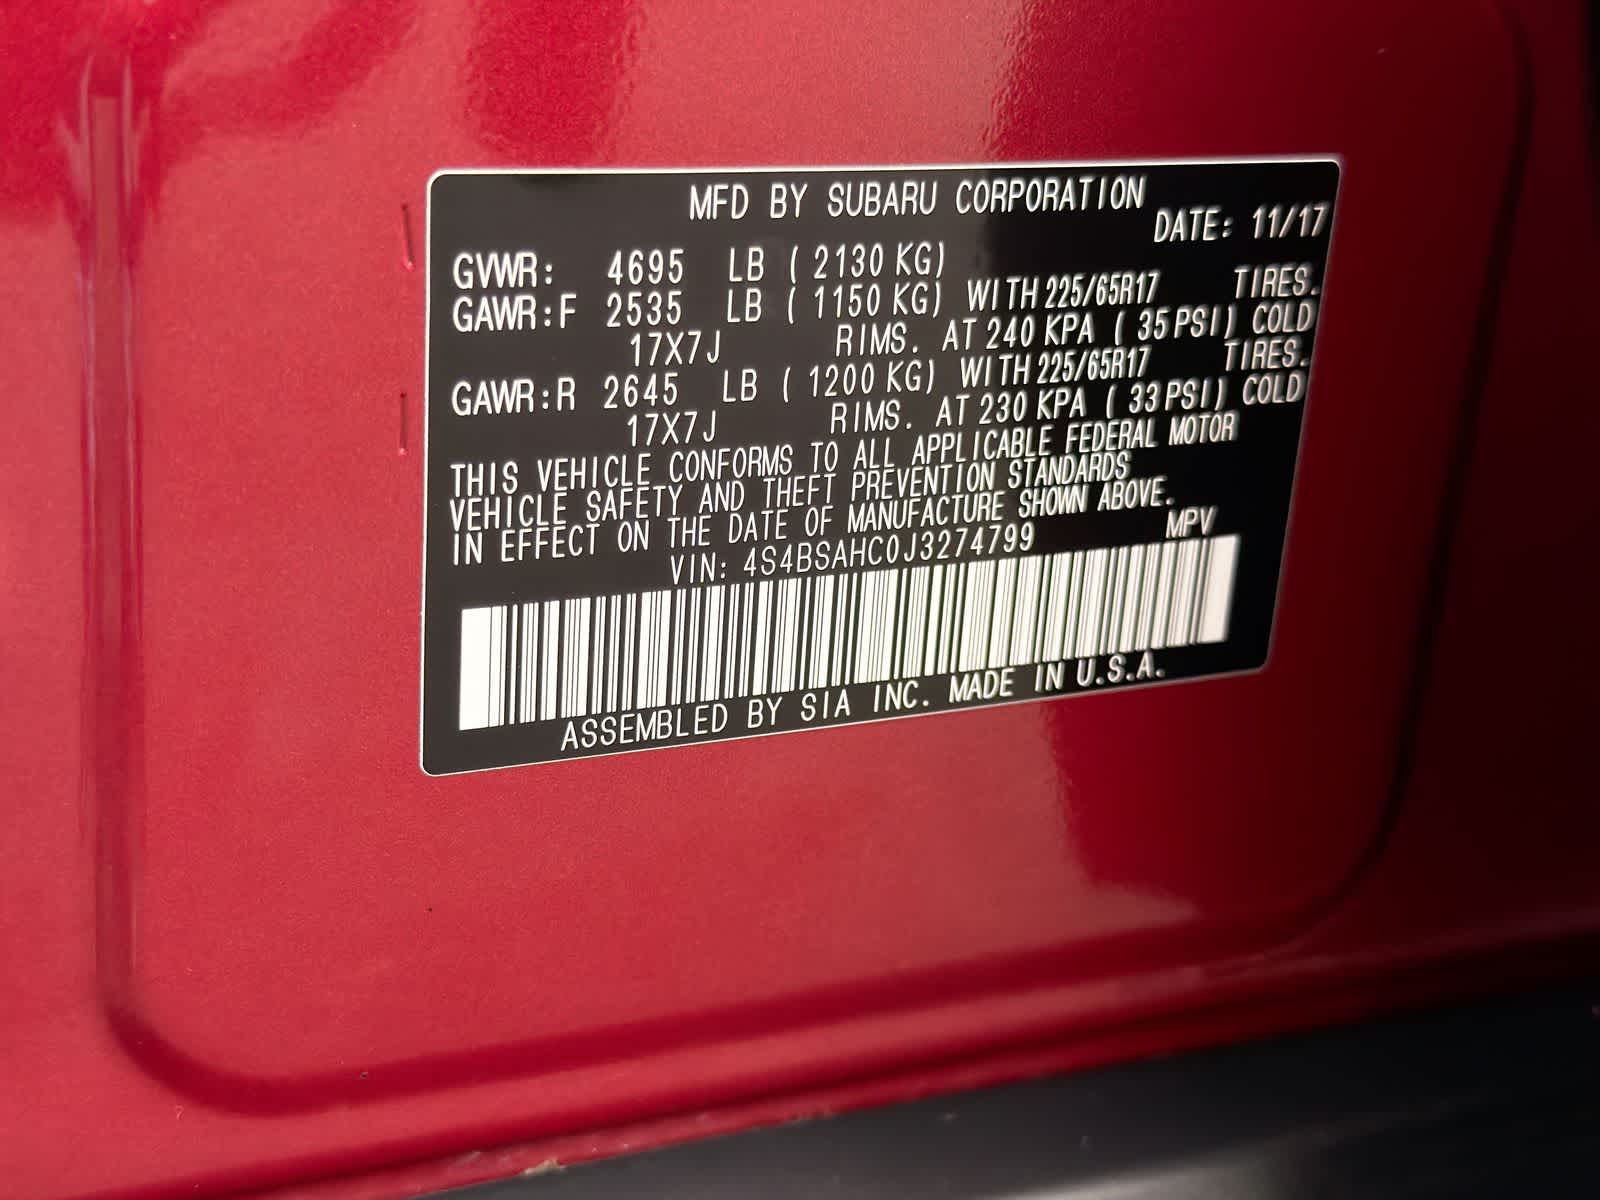 MFD BY SUBARU CORPORATION
DATE: 11/17
GVWR: 4695 LB ( 2130 KG)
GAWR:F 2535 LB ( 1150 KG) WITH 225/65R17 TIRES.
17X7J RIMS. AT 240 KPA ( 35 PSI) COLD
GAWR:R 2645 LB ( 1200 KG) WITH 225/65R17 TIRES.
17X7J RIMS. AT 230 KPA ( 33 PSI) COLD
THIS VEHICLE CONFORMS TO ALL APPLICABLE FEDERAL MOTOR
VEHICLE SAFETY AND THEFT PREVENTION STANDARDS
IN EFFECT ON THE DATE OF MANUFACTURE SHOWN ABOVE.
VIN: 4S4BSAHC0J3274799 MPV
ASSEMBLED BY SIA INC. MADE IN U.S.A.